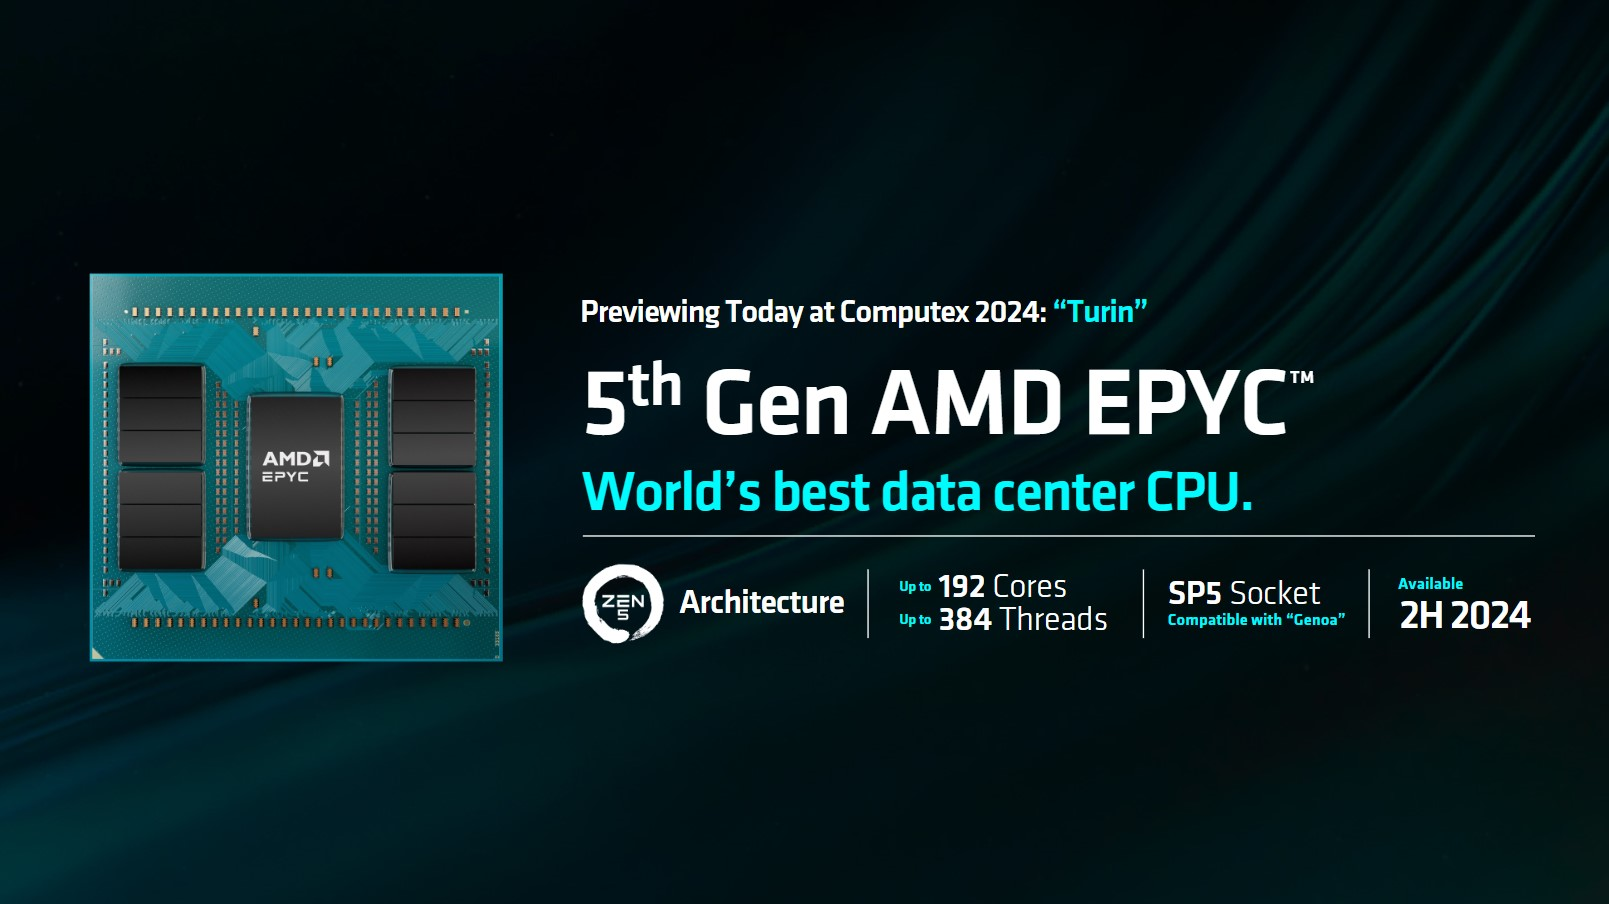 Previewing Today at Computex 2024: “Turin”
5th Gen AMD EPYC™
World’s best data center CPU.
AMD
EPYC
ZEN
5
Architecture
Up to 192 Cores
Up to 384 Threads
SP5 Socket
Compatible with “Genoa”
Available
2H 2024